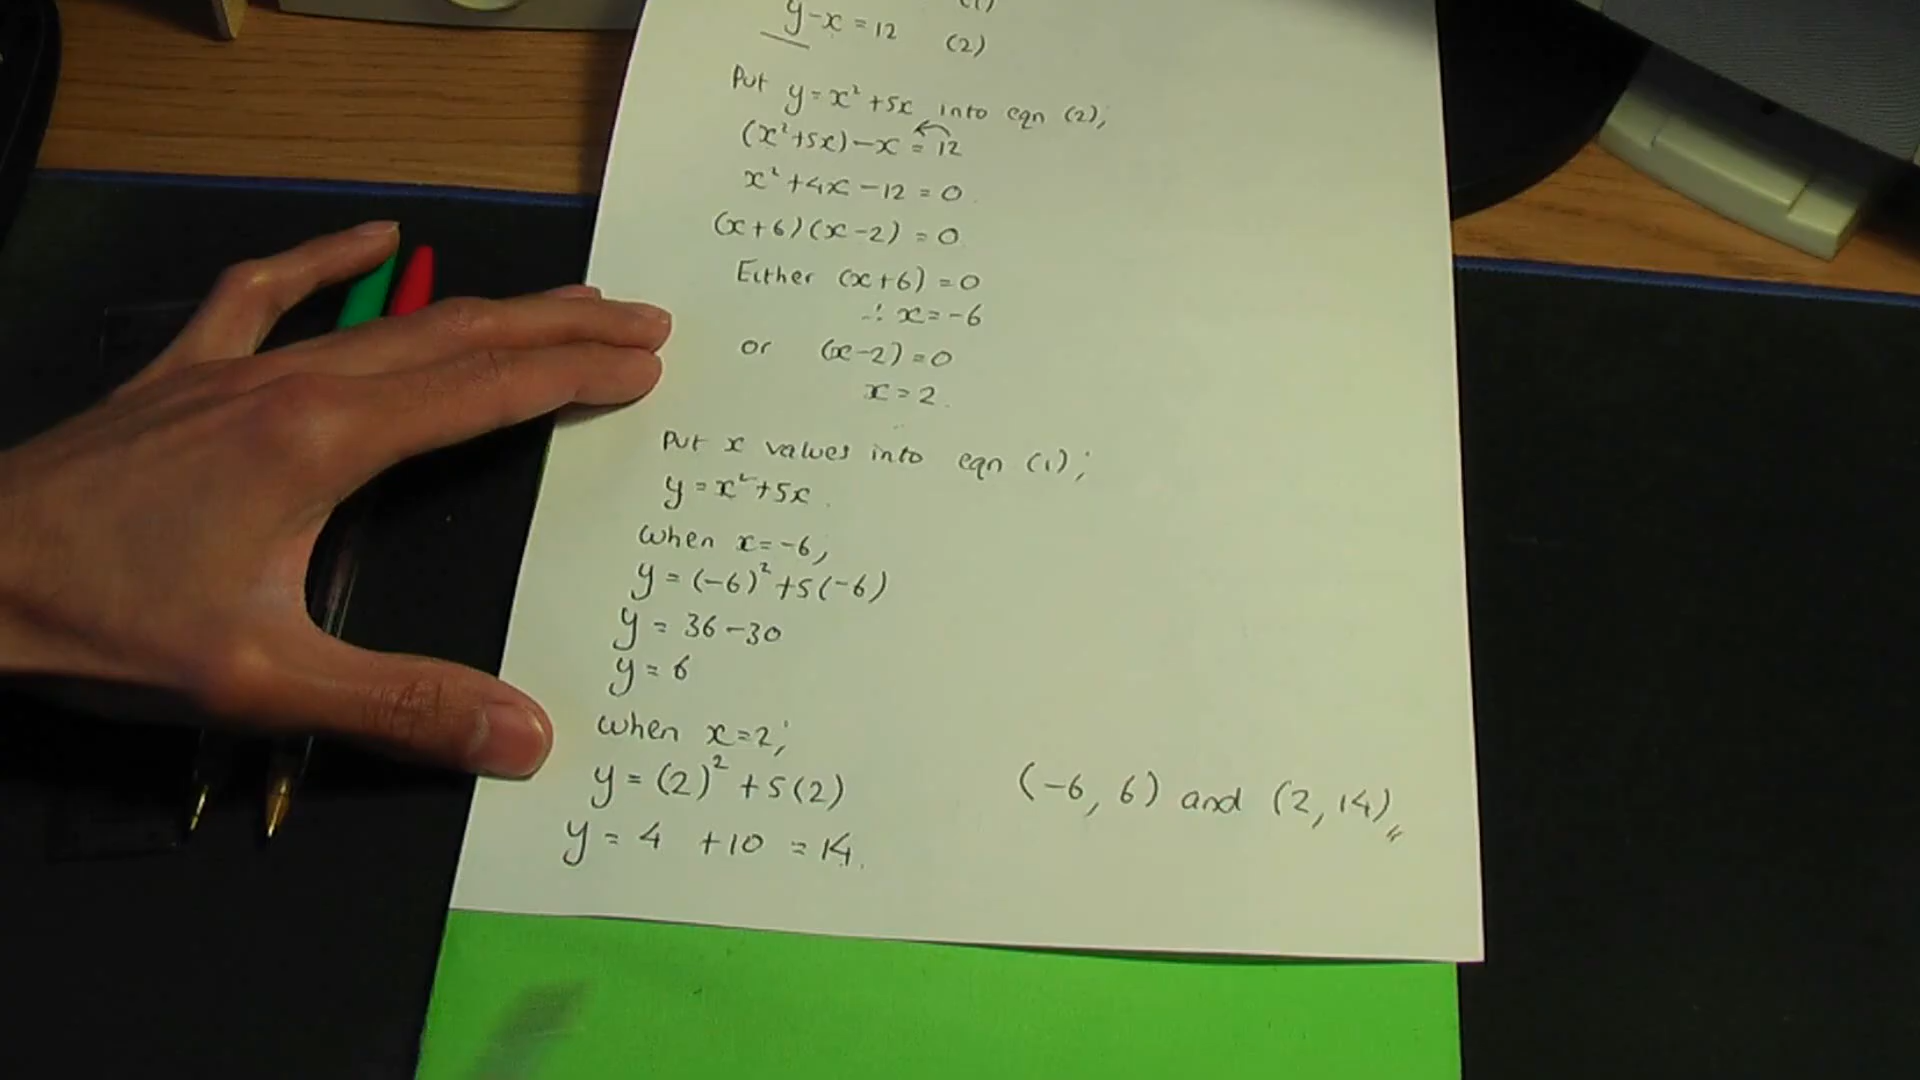 (1)
y-x = 12 (2)
Put y = x² + 5x into eqn (2);
(x²+5x) - x = 12
x² + 4x - 12 = 0
(x+6)(x-2) = 0
Either (x+6) = 0
∴ x = -6
or (x-2) = 0
x = 2.
Put x values into eqn (1);
y = x² + 5x.
when x = -6;
y = (-6)² + 5(-6)
y = 36 - 30
y = 6
when x = 2;
y = (2)² + 5(2)
y = 4 + 10 = 14.
(-6, 6) and (2, 14)